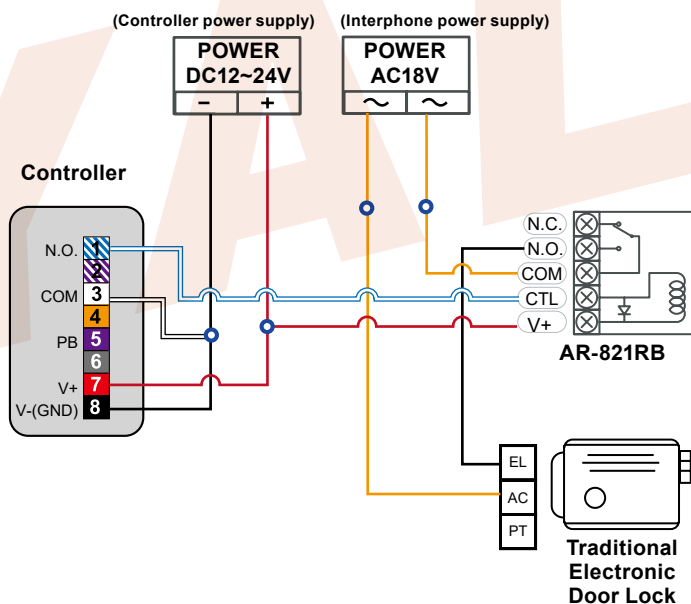 (Controller power supply)
(Interphone power supply)
POWER
DC12~24V
− +
POWER
AC18V
～ ～
Controller
N.O. 1
2
COM 3
4
PB 5
6
V+ 7
V-(GND) 8
N.C.
N.O.
COM
CTL
V+
AR-821RB
EL
AC
PT
Traditional
Electronic
Door Lock